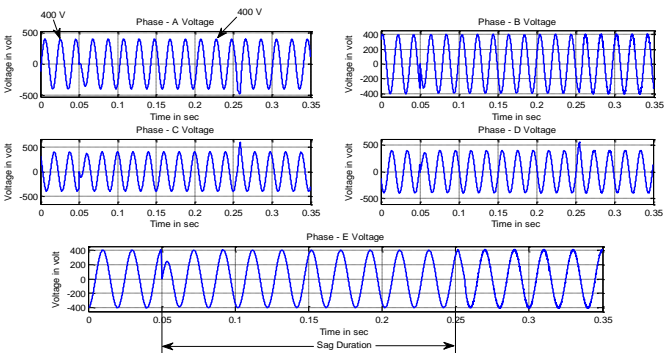 400 V
400 V
Phase - A Voltage
Phase - B Voltage
Voltage in volt
500
0
-500
0 0.05 0.1 0.15 0.2 0.25 0.3 0.35
Time in sec
Voltage in volt
400
200
0
-200
-400
0 0.05 0.1 0.15 0.2 0.25 0.3 0.35
Time in sec
Phase - C Voltage
Phase - D Voltage
Voltage in volt
500
0
-500
0 0.05 0.1 0.15 0.2 0.25 0.3 0.35
Time in sec
Voltage in volt
500
0
-500
0 0.05 0.1 0.15 0.2 0.25 0.3 0.35
Time in sec
Phase - E Voltage
Voltage in volt
400
200
0
-200
-400
0 0.05 0.1 0.15 0.2 0.25 0.3 0.35
Time in sec
Sag Duration